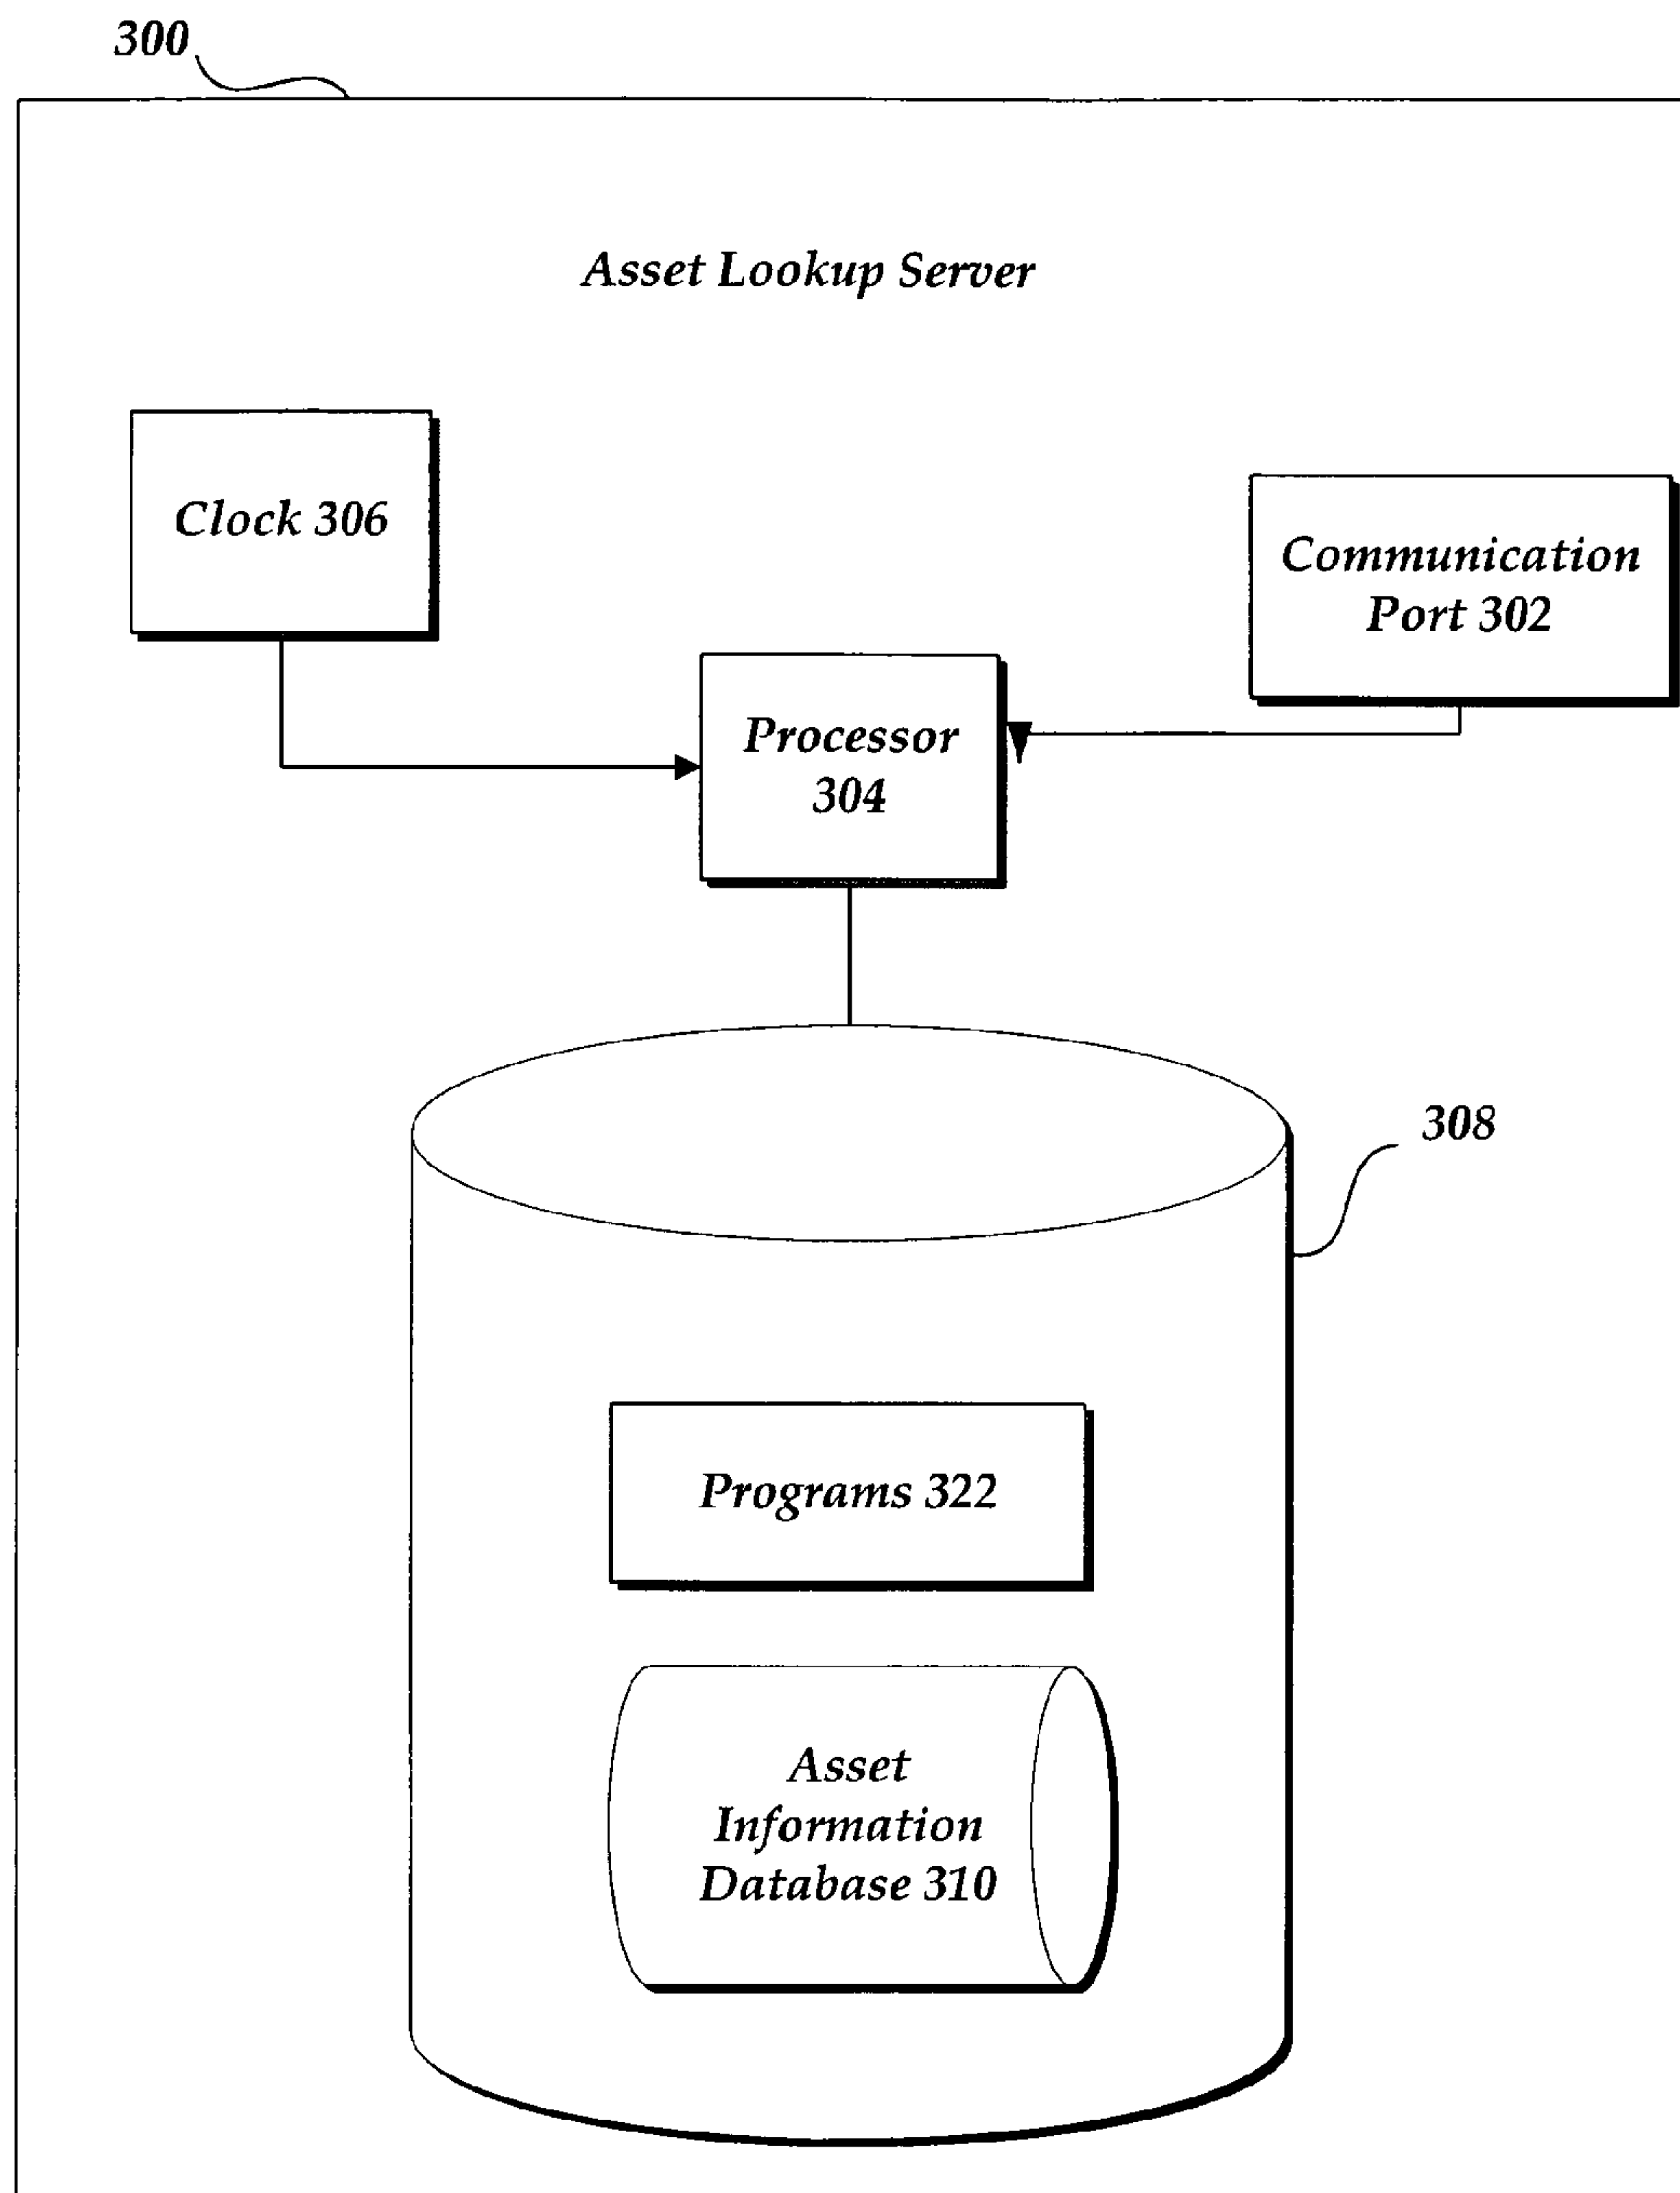 300
Asset Lookup Server
Clock 306
Communication
Port 302
Processor
304
308
Programs 322
Asset
Information
Database 310